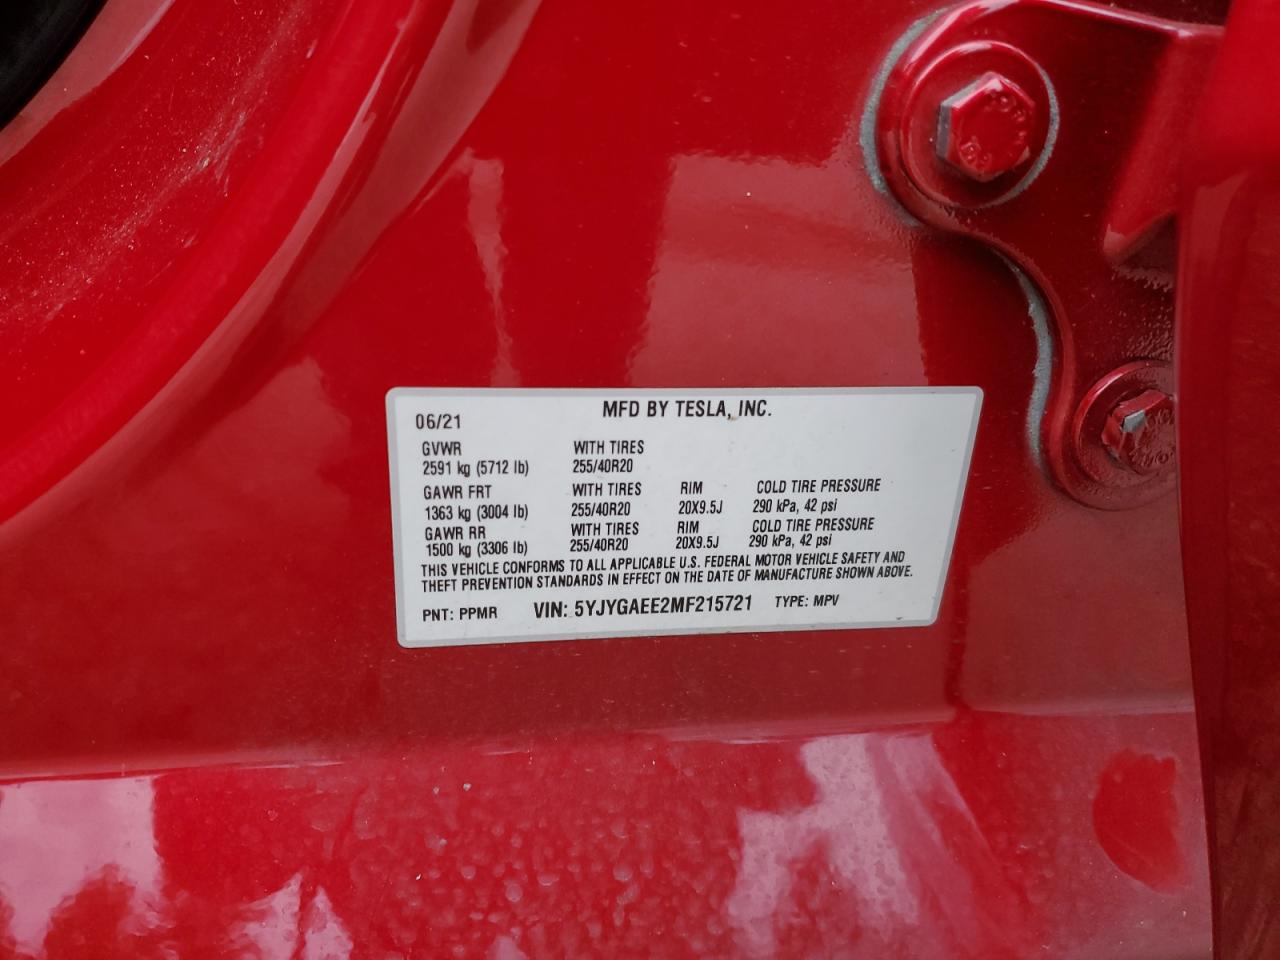 06/21 MFD BY TESLA, INC.
GVWR WITH TIRES
2591 kg (5712 lb) 255/40R20
GAWR FRT WITH TIRES RIM COLD TIRE PRESSURE
1363 kg (3004 lb) 255/40R20 20X9.5J 290 kPa, 42 psi
GAWR RR WITH TIRES RIM COLD TIRE PRESSURE
1500 kg (3306 lb) 255/40R20 20X9.5J 290 kPa, 42 psi
THIS VEHICLE CONFORMS TO ALL APPLICABLE U.S. FEDERAL MOTOR VEHICLE SAFETY AND
THEFT PREVENTION STANDARDS IN EFFECT ON THE DATE OF MANUFACTURE SHOWN ABOVE.
PNT: PPMR VIN: 5YJYGAEE2MF215721 TYPE: MPV